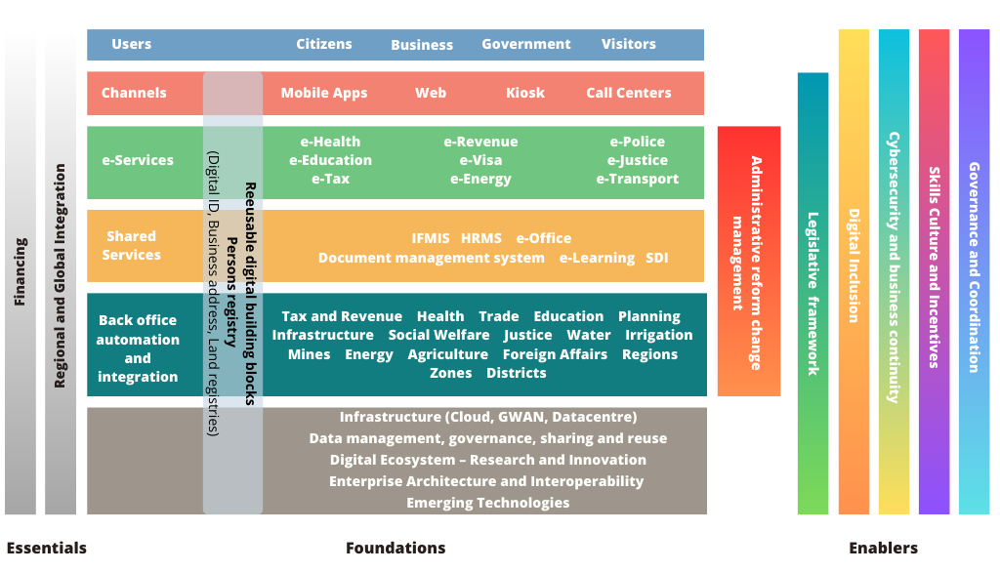 Financing
Regional and Global Integration
Users
Citizens
Business
Government
Visitors
Channels
Mobile Apps
Web
Kiosk
Call Centers
e-Services
e-Health
e-Revenue
e-Police
e-Education
e-Visa
e-Justice
e-Tax
e-Energy
e-Transport
Shared
Services
IFMIS HRMS e-Office
Document management system e-Learning SDI
Back office
automation
and
integration
Tax and Revenue Health Trade Education Planning
Infrastructure Social Welfare Justice Water Irrigation
Mines Energy Agriculture Foreign Affairs Regions
Zones Districts
Infrastructure (Cloud, GWAN, Datacentre)
Data management, governance, sharing and reuse
Digital Ecosystem – Research and Innovation
Enterprise Architecture and Interoperability
Emerging Technologies
Reeusable digital building blocks
Persons registry
(Digital ID, Business address, Land registries)
Administrative reform change
management
Legislative framework
Digital Inclusion
Cybersecurity and business continuity
Skills Culture and Incentives
Governance and Coordination
Essentials
Foundations
Enablers